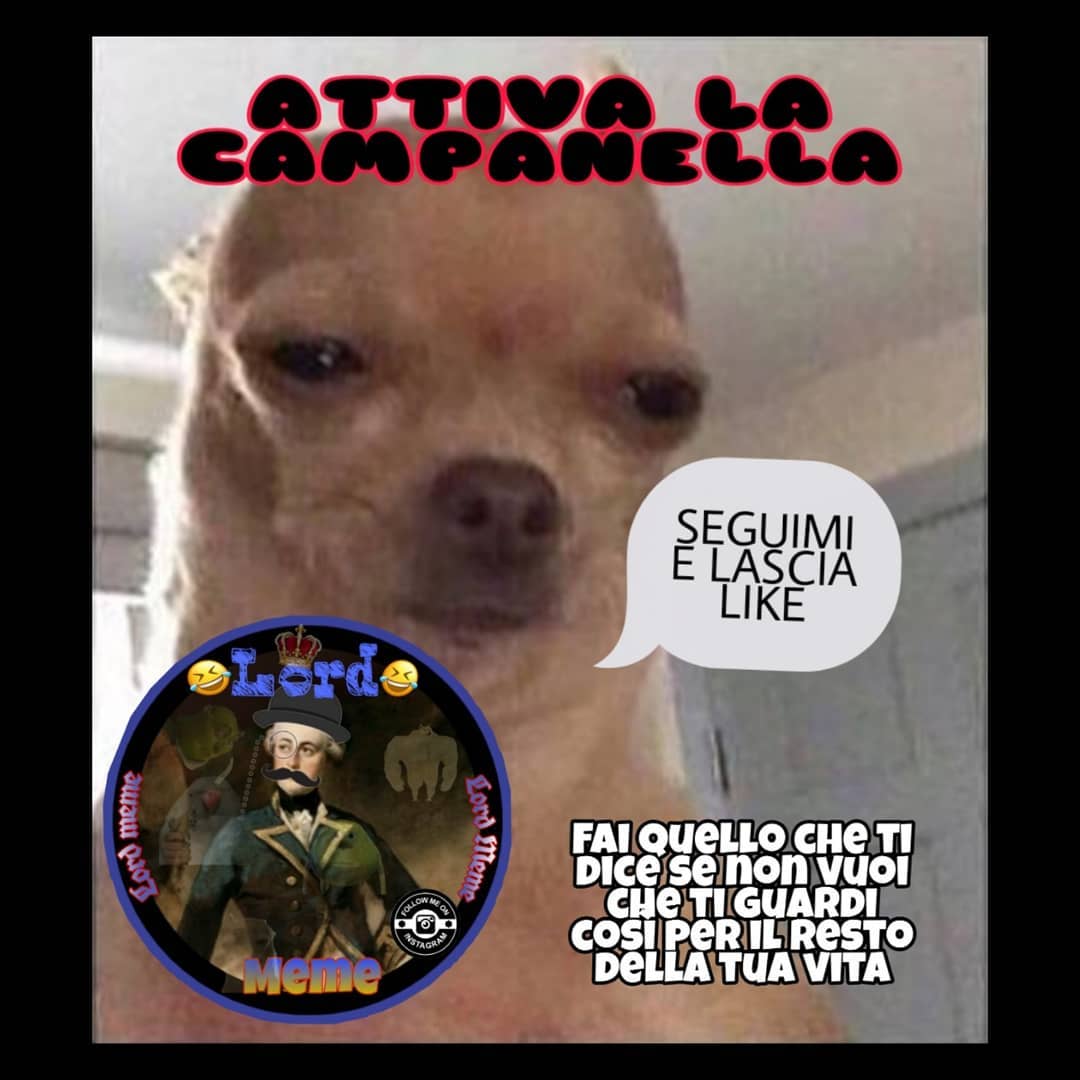 ATTIVA LA
CAMPANELLA
SEGUIMI
E LASCIA
LIKE
😆Lord😆
Lord meme
Lord Meme
FOLLOW ME ON
INSTAGRAM
Meme
FAI QUELLO CHE TI
DICE SE NON VUOI
CHE TI GUARDI
COSÌ PER IL RESTO
DELLA TUA VITA